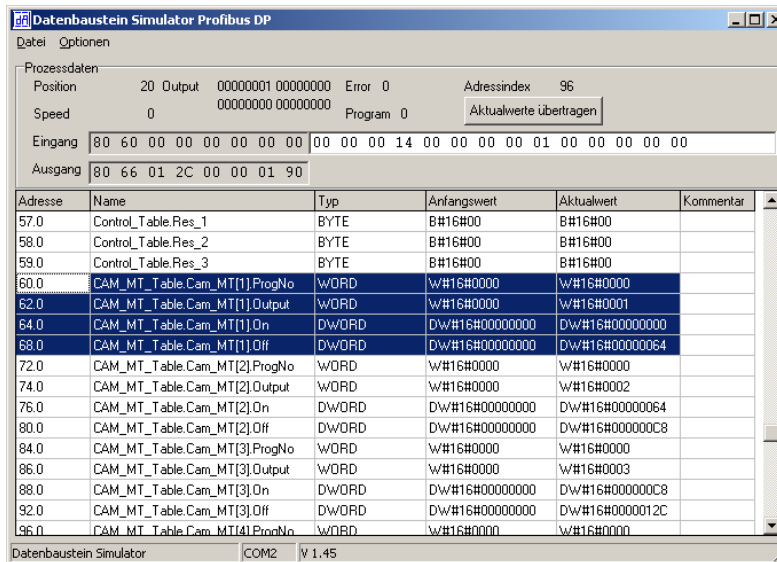 Datenbaustein Simulator Profibus DP
Datei Optionen
Prozessdaten
Position 20 Output 00000001 00000000 Error 0 Adressindex 96
00000000 00000000
Speed 0 Program 0 Aktualwerte übertragen
Eingang 80 60 00 00 00 00 00 00 00 00 00 14 00 00 00 00 01 00 00 00 00 00
Ausgang 80 66 01 2C 00 00 01 90
Adresse Name Typ Anfangswert Aktualwert Kommentar
57.0 Control_Table.Res_1 BYTE B#16#00 B#16#00
58.0 Control_Table.Res_2 BYTE B#16#00 B#16#00
59.0 Control_Table.Res_3 BYTE B#16#00 B#16#00
60.0 CAM_MT_Table.Cam_MT[1].ProgNo WORD W#16#0000 W#16#0000
62.0 CAM_MT_Table.Cam_MT[1].Output WORD W#16#0000 W#16#0001
64.0 CAM_MT_Table.Cam_MT[1].On DWORD DW#16#00000000 DW#16#00000000
68.0 CAM_MT_Table.Cam_MT[1].Off DWORD DW#16#00000000 DW#16#00000064
72.0 CAM_MT_Table.Cam_MT[2].ProgNo WORD W#16#0000 W#16#0000
74.0 CAM_MT_Table.Cam_MT[2].Output WORD W#16#0000 W#16#0002
76.0 CAM_MT_Table.Cam_MT[2].On DWORD DW#16#00000000 DW#16#00000064
80.0 CAM_MT_Table.Cam_MT[2].Off DWORD DW#16#00000000 DW#16#000000C8
84.0 CAM_MT_Table.Cam_MT[3].ProgNo WORD W#16#0000 W#16#0000
86.0 CAM_MT_Table.Cam_MT[3].Output WORD W#16#0000 W#16#0003
88.0 CAM_MT_Table.Cam_MT[3].On DWORD DW#16#00000000 DW#16#000000C8
92.0 CAM_MT_Table.Cam_MT[3].Off DWORD DW#16#00000000 DW#16#0000012C
96.0 CAM_MT_Table.Cam_MT[4].ProgNo WORD W#16#0000 W#16#0000
Datenbaustein Simulator COM2 V 1.45